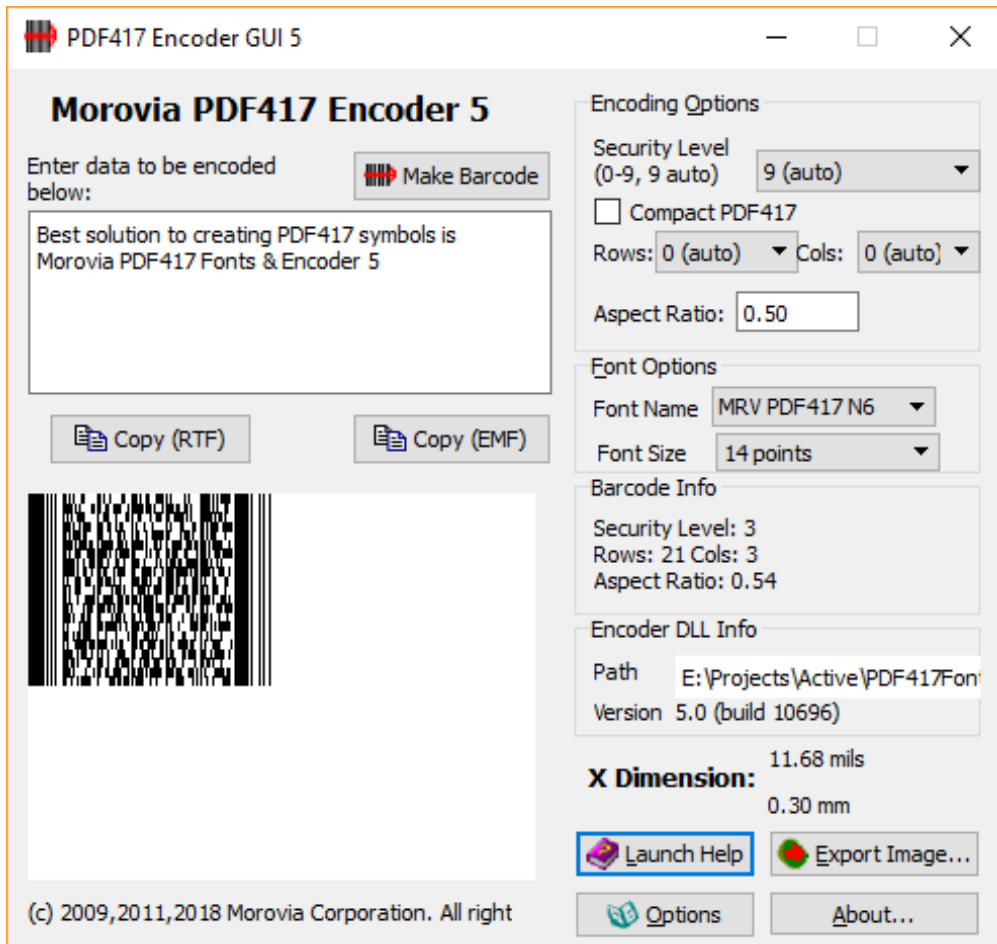 PDF417 Encoder GUI 5
Morovia PDF417 Encoder 5
Enter data to be encoded
below:
Make Barcode
Best solution to creating PDF417 symbols is
Morovia PDF417 Fonts & Encoder 5
Copy (RTF)
Copy (EMF)
(c) 2009,2011,2018 Morovia Corporation. All right
Encoding Options
Security Level
(0-9, 9 auto)
9 (auto)
Compact PDF417
Rows: 0 (auto) Cols: 0 (auto)
Aspect Ratio: 0.50
Font Options
Font Name MRV PDF417 N6
Font Size 14 points
Barcode Info
Security Level: 3
Rows: 21 Cols: 3
Aspect Ratio: 0.54
Encoder DLL Info
Path E:\Projects\Active\PDF417Font
Version 5.0 (build 10696)
X Dimension:
11.68 mils
0.30 mm
Launch Help
Export Image...
Options
About...